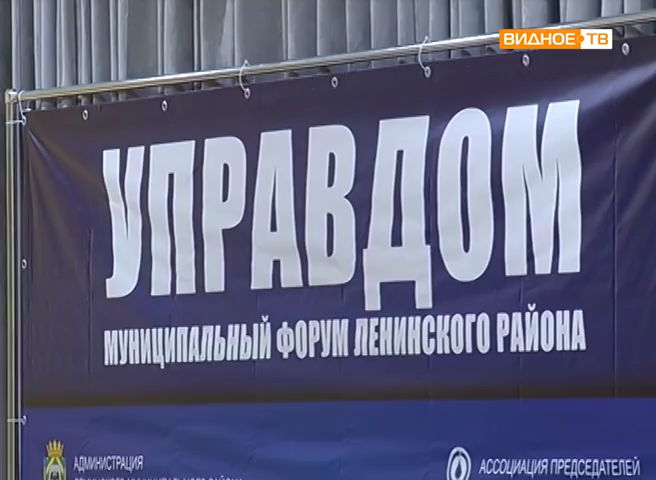 ВИДНОЕ ТВ
УПРАВДОМ
МУНИЦИПАЛЬНЫЙ ФОРУМ ЛЕНИНСКОГО РАЙОНА
АДМИНИСТРАЦИЯ
АССОЦИАЦИЯ ПРЕДСЕДАТЕЛЕЙ